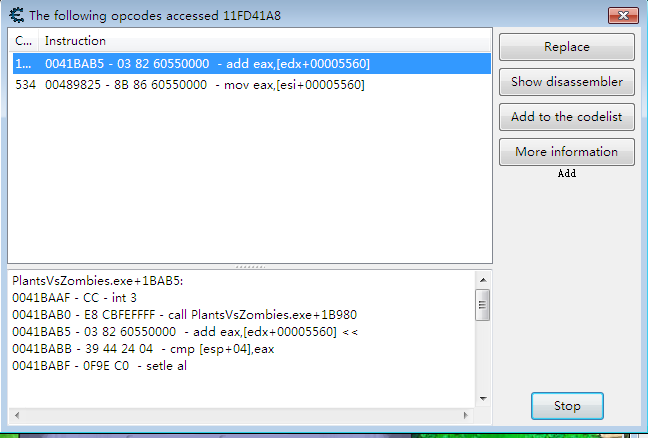 The following opcodes accessed 11FD41A8
C... Instruction
1... 0041BAB5 - 03 82 60550000 - add eax,[edx+00005560]
534 00489825 - 8B 86 60550000 - mov eax,[esi+00005560]
Replace
Show disassembler
Add to the codelist
More information
Add
PlantsVsZombies.exe+1BAB5:
0041BAAF - CC - int 3
0041BAB0 - E8 CBFEFFFF - call PlantsVsZombies.exe+1B980
0041BAB5 - 03 82 60550000 - add eax,[edx+00005560] <<
0041BABB - 39 44 24 04 - cmp [esp+04],eax
0041BABF - 0F9E C0 - setle al
Stop